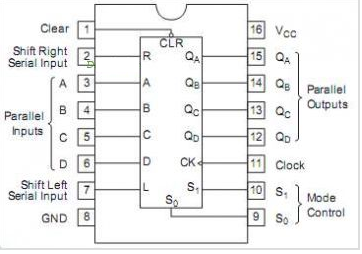 Clear 1 16 VCC
CLR
Shift Right
Serial Input 2 R QA 15 QA
A 3 A QB 14 QB
Parallel
Inputs
Parallel
Outputs
B 4 B QC 13 QC
C 5 C QD 12 QD
D 6 D CK 11 Clock
Shift Left
Serial Input 7 L S1 10 S1
Mode
Control
GND 8 S0 9 S0